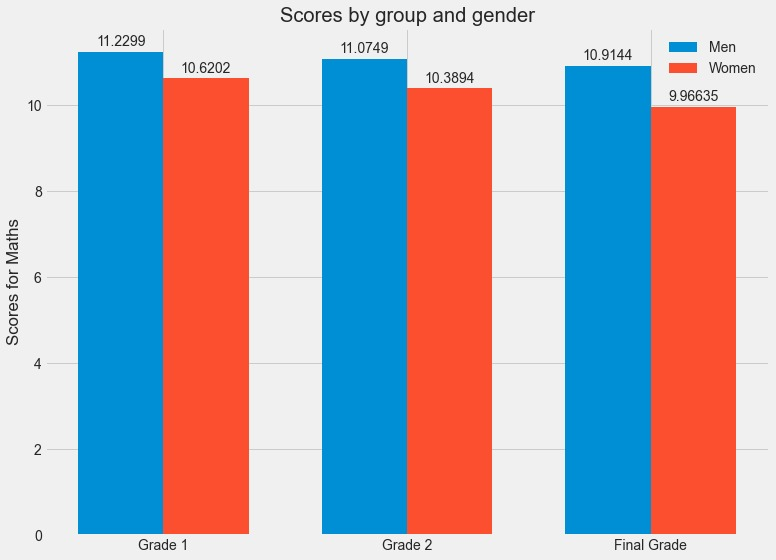 Scores by group and gender
Men
Women
11.2299
10.6202
11.0749
10.3894
10.9144
9.96635
Scores for Maths
10
8
6
4
2
0
Grade 1
Grade 2
Final Grade